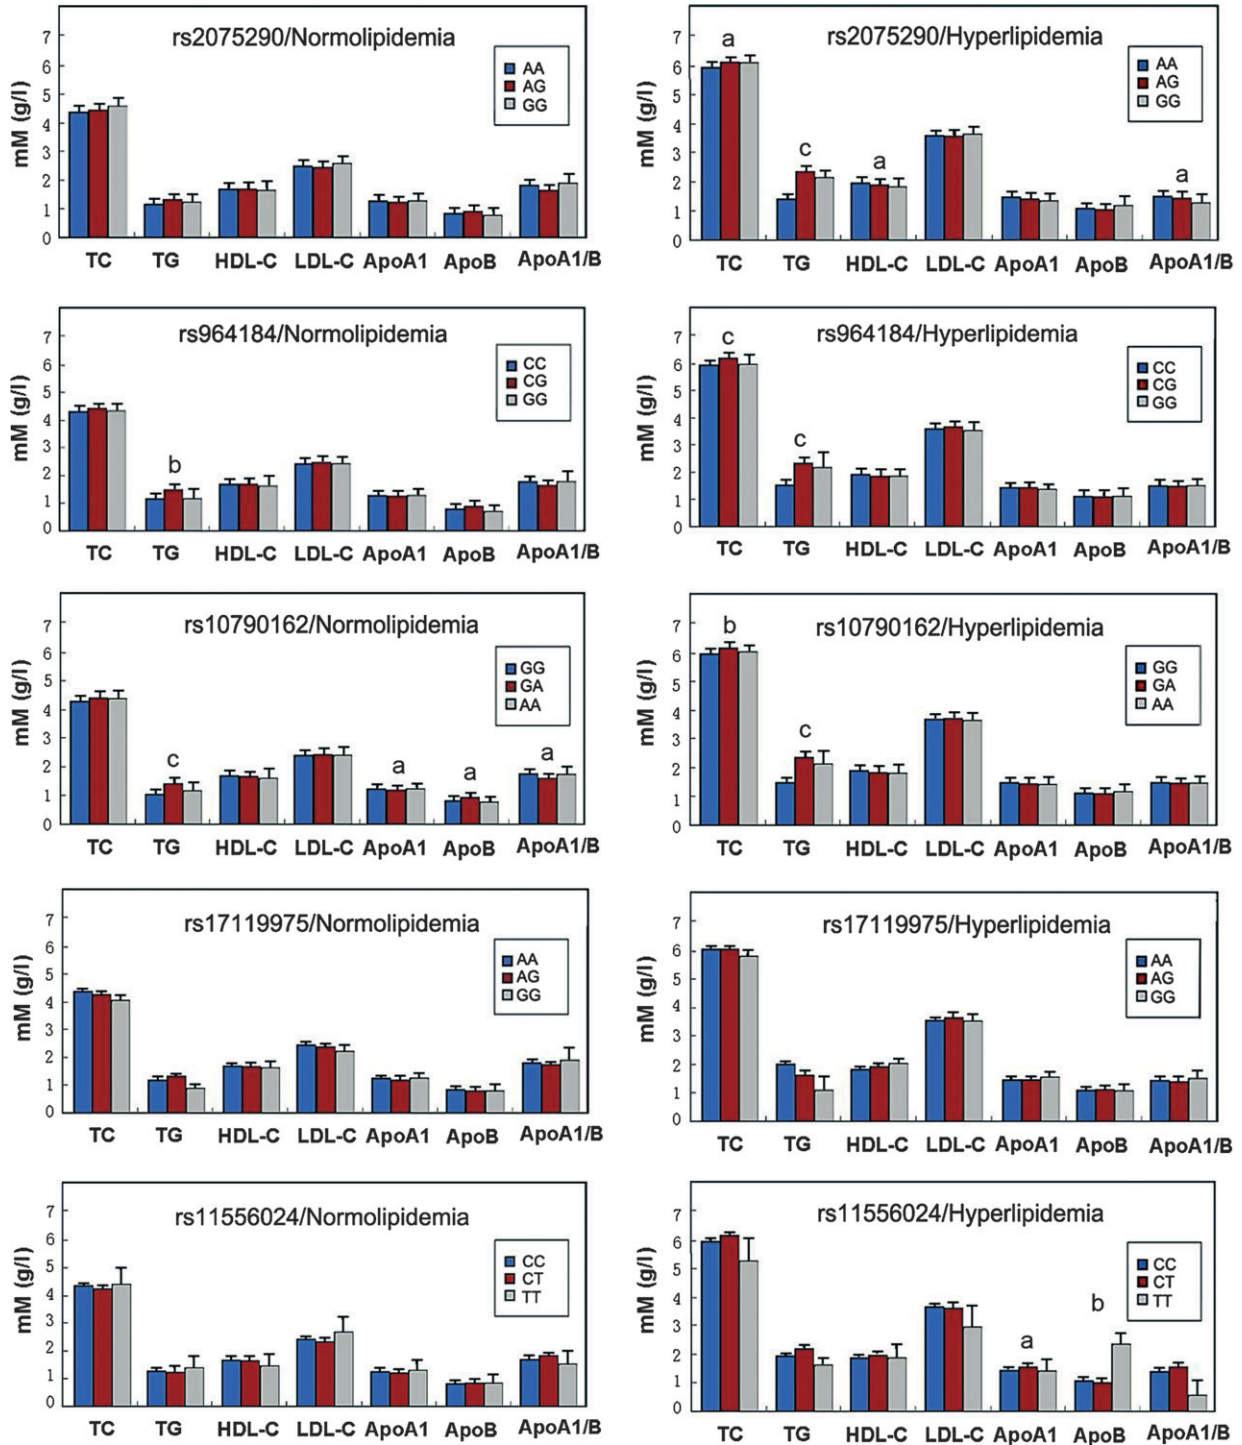 rs2075290/Normolipidemia
mM (g/l)
7
6
5
4
3
2
1
0
AA
AG
GG
TC TG HDL-C LDL-C ApoA1 ApoB ApoA1/B
rs2075290/Hyperlipidemia
mM (g/l)
7
6
5
4
3
2
1
0
a
c
a
a
AA
AG
GG
TC TG HDL-C LDL-C ApoA1 ApoB ApoA1/B
rs964184/Normolipidemia
mM (g/l)
7
6
5
4
3
2
1
0
b
CC
CG
GG
TC TG HDL-C LDL-C ApoA1 ApoB ApoA1/B
rs964184/Hyperlipidemia
mM (g/l)
7
6
5
4
3
2
1
0
c
c
CC
CG
GG
TC TG HDL-C LDL-C ApoA1 ApoB ApoA1/B
rs10790162/Normolipidemia
mM (g/l)
7
6
5
4
3
2
1
0
c
a
a
a
GG
GA
AA
TC TG HDL-C LDL-C ApoA1 ApoB ApoA1/B
rs10790162/Hyperlipidemia
mM (g/l)
7
6
5
4
3
2
1
0
b
c
GG
GA
AA
TC TG HDL-C LDL-C ApoA1 ApoB ApoA1/B
rs17119975/Normolipidemia
mM (g/l)
7
6
5
4
3
2
1
0
AA
AG
GG
TC TG HDL-C LDL-C ApoA1 ApoB ApoA1/B
rs17119975/Hyperlipidemia
mM (g/l)
7
6
5
4
3
2
1
0
AA
AG
GG
TC TG HDL-C LDL-C ApoA1 ApoB ApoA1/B
rs11556024/Normolipidemia
mM (g/l)
7
6
5
4
3
2
1
0
CC
CT
TT
TC TG HDL-C LDL-C ApoA1 ApoB ApoA1/B
rs11556024/Hyperlipidemia
mM (g/l)
7
6
5
4
3
2
1
0
a
b
CC
CT
TT
TC TG HDL-C LDL-C ApoA1 ApoB ApoA1/B